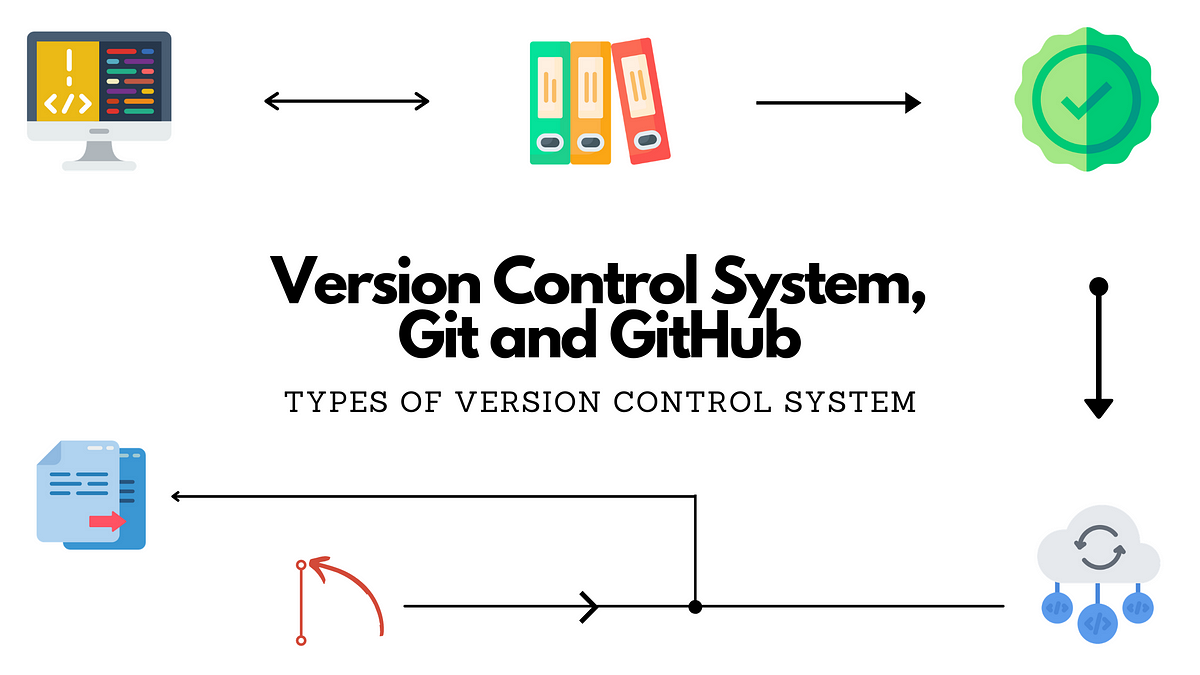 Version Control System,
Git and GitHub
TYPES OF VERSION CONTROL SYSTEM